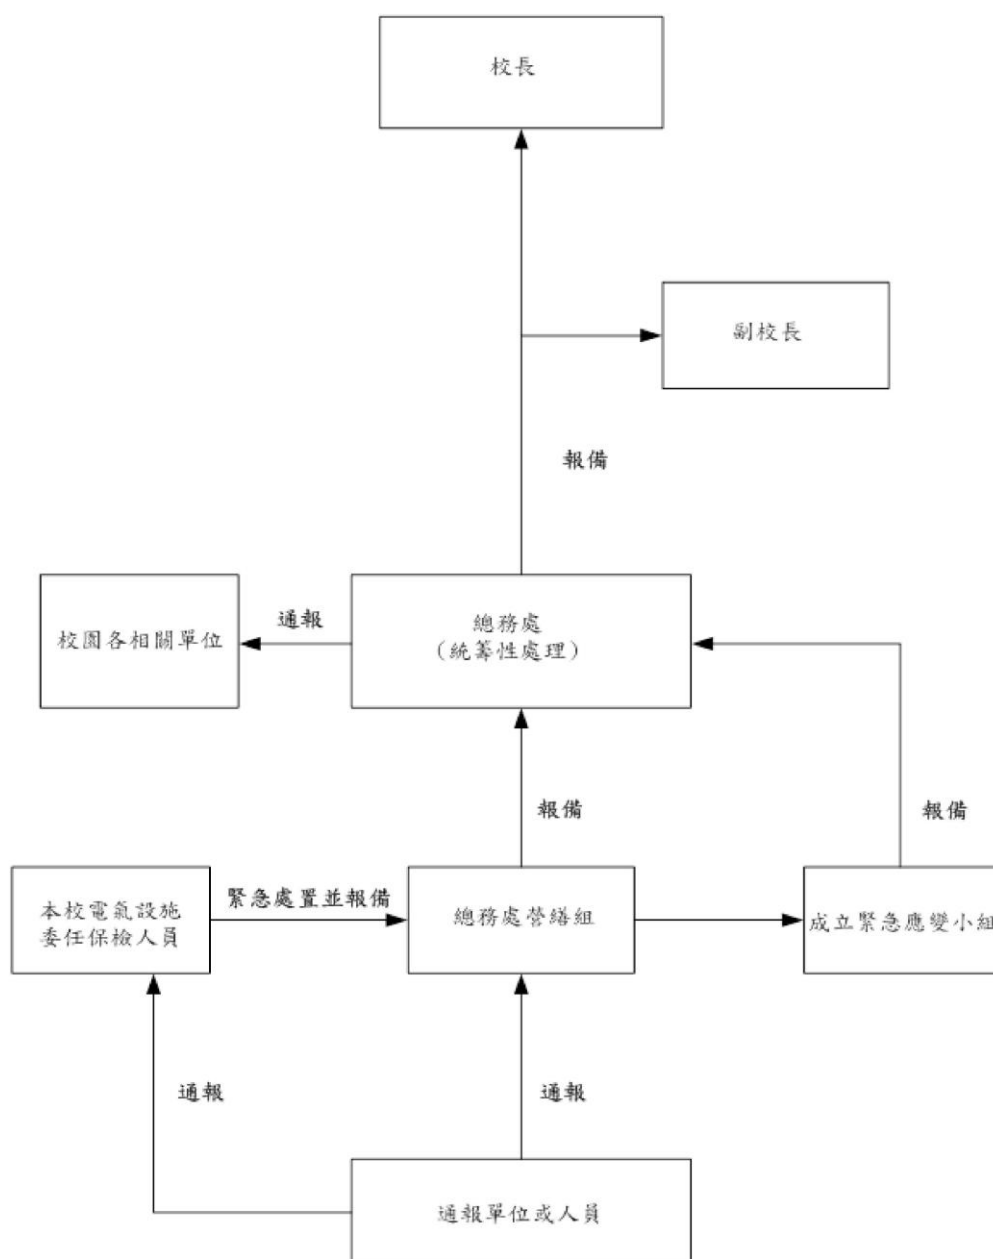 校長
副校長
報備
校園各相關單位
通報
總務處
(統籌性處理)
報備
報備
本校電氣設施
委任保檢人員
緊急處置並報備
總務處營繕組
成立緊急應變小組
通報
通報
通報單位或人員